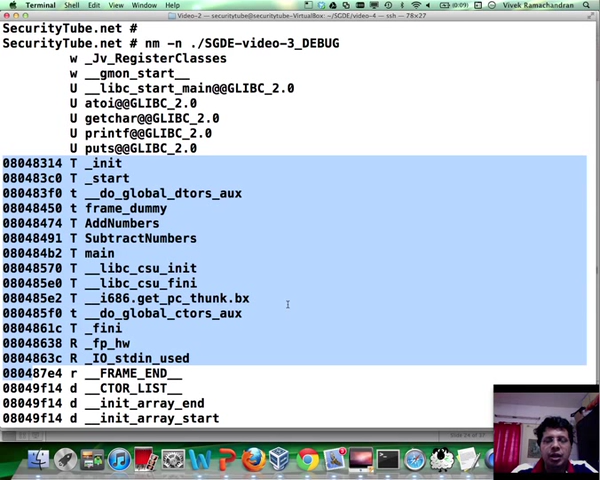 Terminal Shell Edit View Window Help (0:09) Vivek Ramachandran
Video-2 — securitytube@securitytube-VirtualBox: ~/SGDE/video-4 — ssh — 78×27
SecurityTube.net #
SecurityTube.net # nm -n ./SGDE-video-3_DEBUG
w _Jv_RegisterClasses
w __gmon_start__
U __libc_start_main@@GLIBC_2.0
U atoi@@GLIBC_2.0
U getchar@@GLIBC_2.0
U printf@@GLIBC_2.0
U puts@@GLIBC_2.0
08048314 T _init
080483c0 T _start
080483f0 t __do_global_dtors_aux
08048450 t frame_dummy
08048474 T AddNumbers
08048491 T SubtractNumbers
080484b2 T main
08048570 T __libc_csu_init
080485e0 T __libc_csu_fini
080485e2 T __i686.get_pc_thunk.bx
080485f0 t __do_global_ctors_aux
0804861c T _fini
08048638 R _fp_hw
0804863c R _IO_stdin_used
080487e4 r __FRAME_END__
08049f14 d __CTOR_LIST__
08049f14 d __init_array_end
08049f14 d __init_array_start